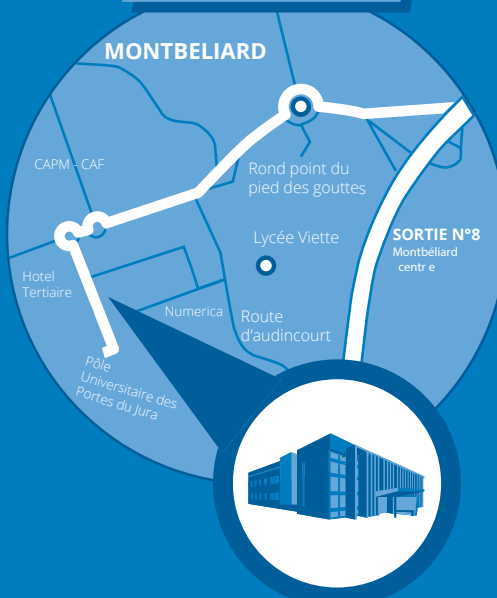 MONTBELIARD
CAPM - CAF
Rond point du
pied des gouttes
Lycée Viette
SORTIE N°8
Montbéliard
centr e
Hotel
Tertiaire
Numerica
Route
d'audincourt
Pôle
Universitaire des
Portes du Jura